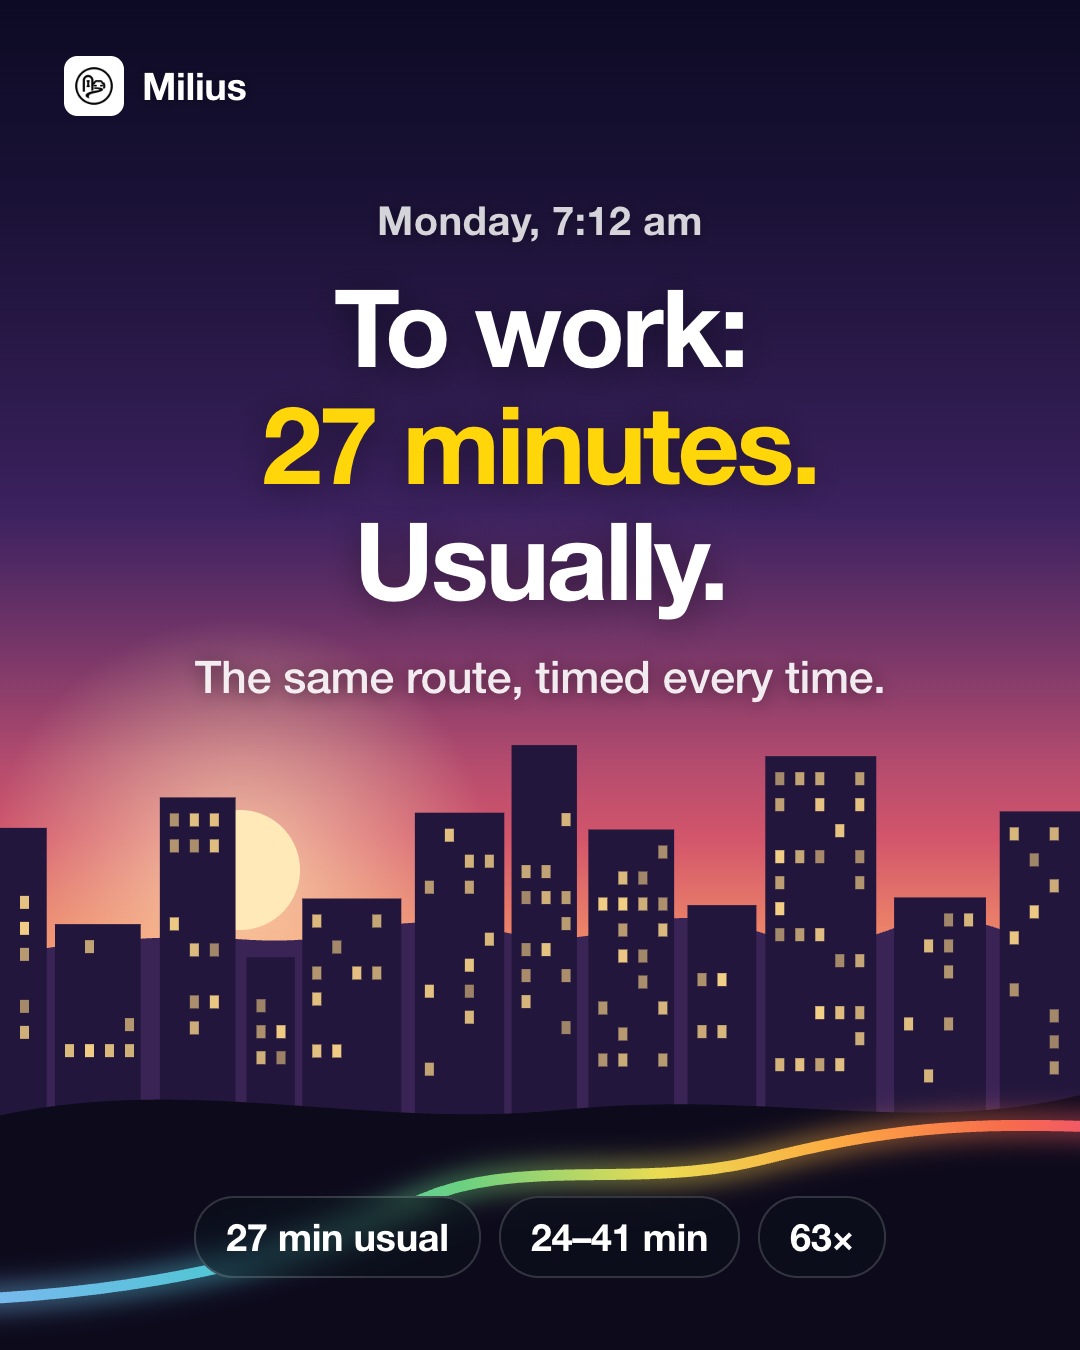 Milius
Monday, 7:12 am
To work:
27 minutes.
Usually.
The same route, timed every time.
27 min usual
24–41 min
63×